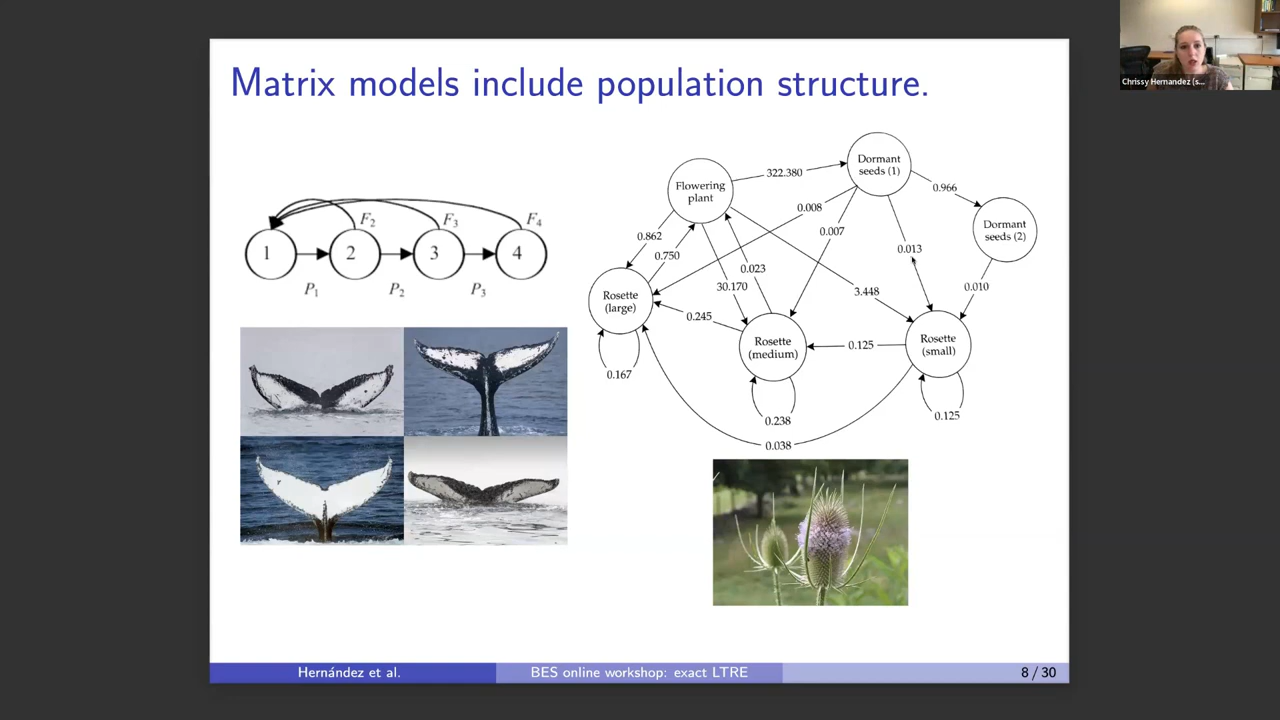 Matrix models include population structure.
Chrissy Hernandez (s...
F2
F3
F4
1
2
3
4
P1
P2
P3
Flowering
plant
322.380
Dormant
seeds (1)
0.966
Dormant
seeds (2)
0.008
0.007
0.862
0.750
0.013
0.023
30.170
3.448
0.010
Rosette
(large)
0.245
Rosette
(medium)
0.125
Rosette
(small)
0.167
0.238
0.125
0.038
Hernández et al.
BES online workshop: exact LTRE
8 / 30